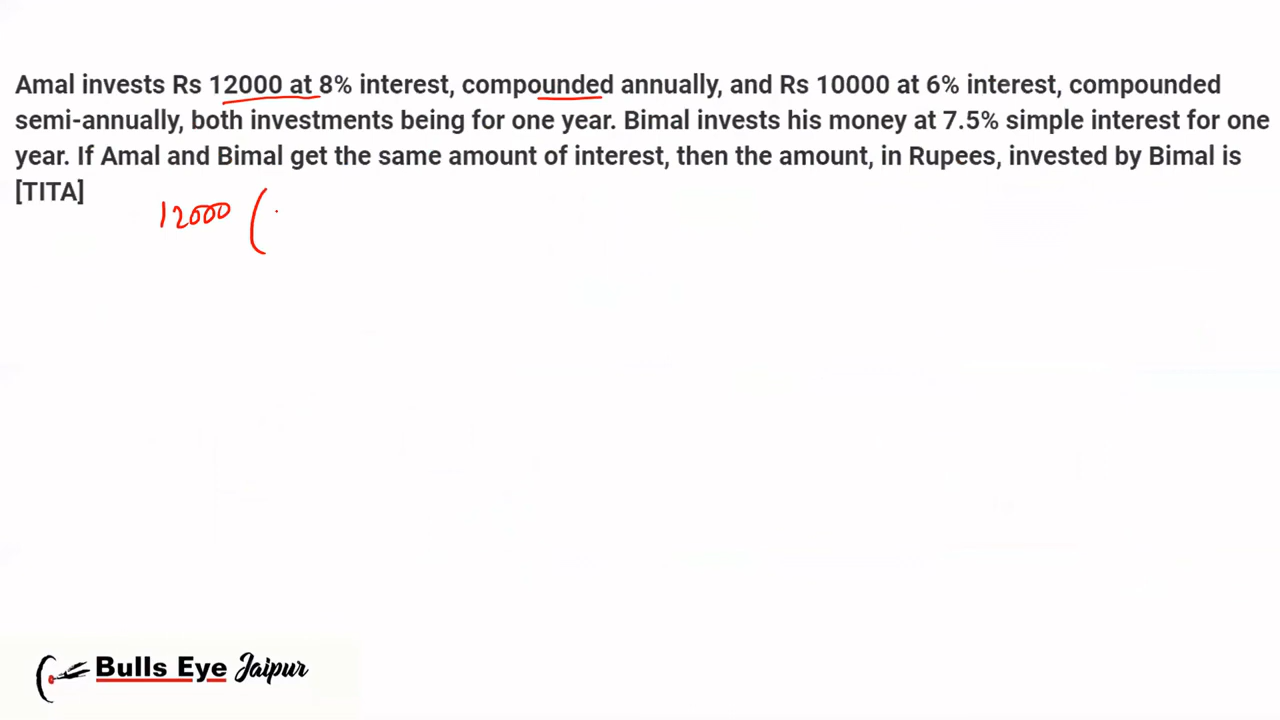 Amal invests Rs 12000 at 8% interest, compounded annually, and Rs 10000 at 6% interest, compounded
semi-annually, both investments being for one year. Bimal invests his money at 7.5% simple interest for one
year. If Amal and Bimal get the same amount of interest, then the amount, in Rupees, invested by Bimal is
[TITA]
12000 (
Bulls Eye Jaipur